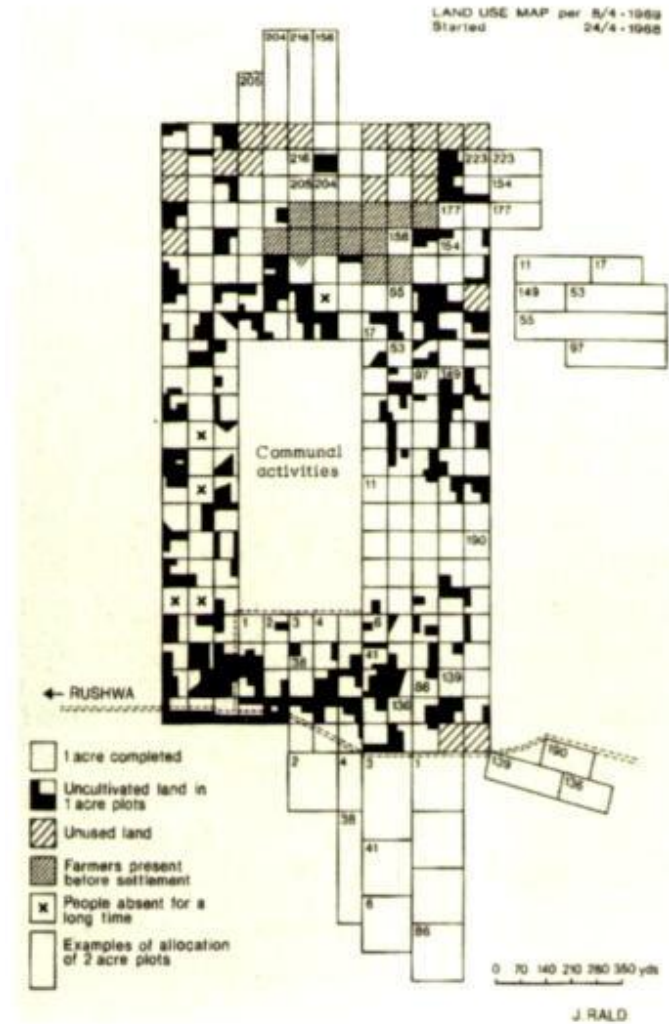 LAND USE MAP per 8/4-1969
Started 24/4-1968
204 216 156
205
216 223 223
205 204 154
177 177
156
154
55
11 17
149 53
55
97
17
53
97 149
Communal
activities
11
190
1 2 3 4 6
41
38
86 139
136
← RUSHWA
190
139
136
2 4 3 1
38
41
6
86
1 acre completed
Uncultivated land in
1 acre plots
Unused land
Farmers present
before settlement
x People absent for a
long time
Examples of allocation
of 2 acre plots
0 70 140 210 280 350 yds
J. RALD